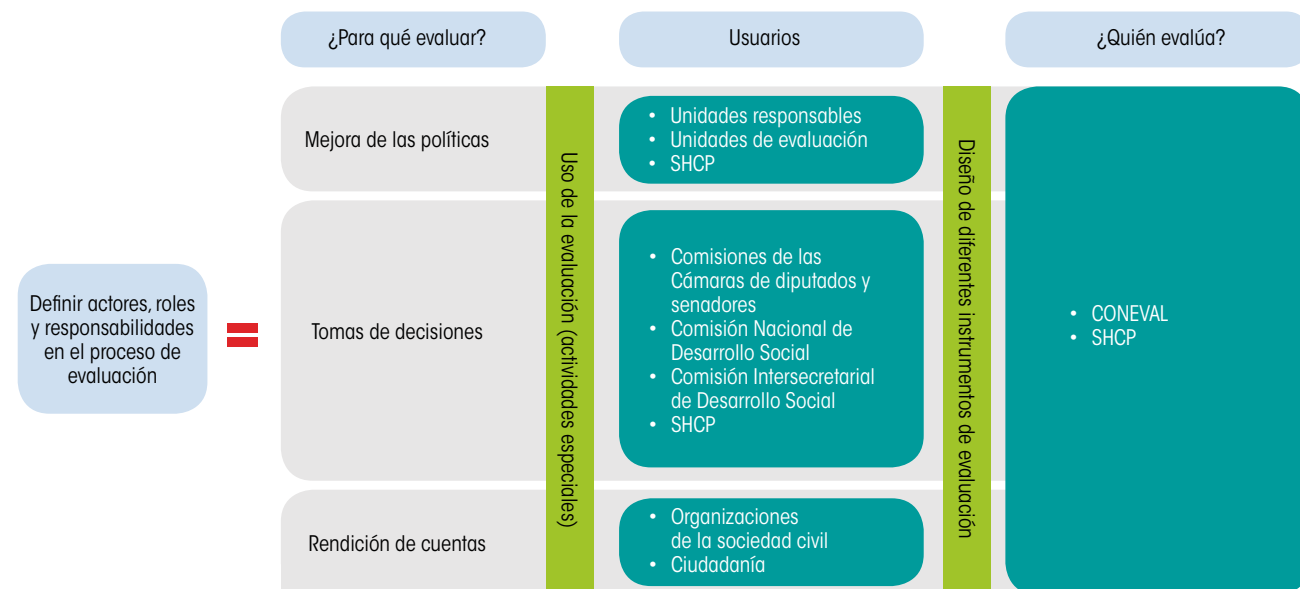 ¿Para qué evaluar?
Usuarios
¿Quién evalúa?
Definir actores, roles
y responsabilidades
en el proceso de
evaluación
Mejora de las políticas
Uso de la evaluación (actividades especiales)
• Unidades responsables
• Unidades de evaluación
• SHCP
Diseño de diferentes instrumentos de evaluación
• CONEVAL
• SHCP
Tomas de decisiones
• Comisiones de las
Cámaras de diputados y
senadores
• Comisión Nacional de
Desarrollo Social
• Comisión Intersecretarial
de Desarrollo Social
• SHCP
Rendición de cuentas
• Organizaciones
de la sociedad civil
• Ciudadanía